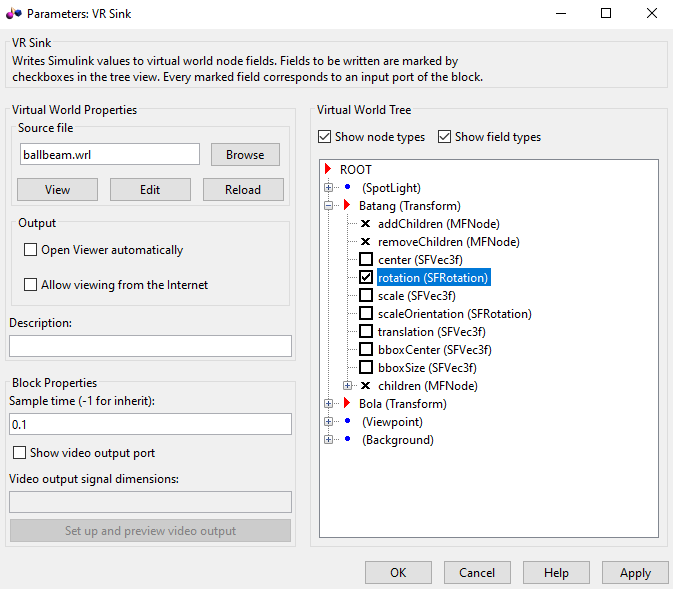 Parameters: VR Sink
VR Sink
Writes Simulink values to virtual world node fields. Fields to be written are marked by
checkboxes in the tree view. Every marked field corresponds to an input port of the block.
Virtual World Properties
Source file
ballbeam.wrl
Browse
View
Edit
Reload
Output
Open Viewer automatically
Allow viewing from the Internet
Description:
Block Properties
Sample time (-1 for inherit):
0.1
Show video output port
Video output signal dimensions:
Set up and preview video output
Virtual World Tree
Show node types
Show field types
ROOT
(SpotLight)
Batang (Transform)
addChildren (MFNode)
removeChildren (MFNode)
center (SFVec3f)
rotation (SFRotation)
scale (SFVec3f)
scaleOrientation (SFRotation)
translation (SFVec3f)
bboxCenter (SFVec3f)
bboxSize (SFVec3f)
children (MFNode)
Bola (Transform)
(Viewpoint)
(Background)
OK
Cancel
Help
Apply